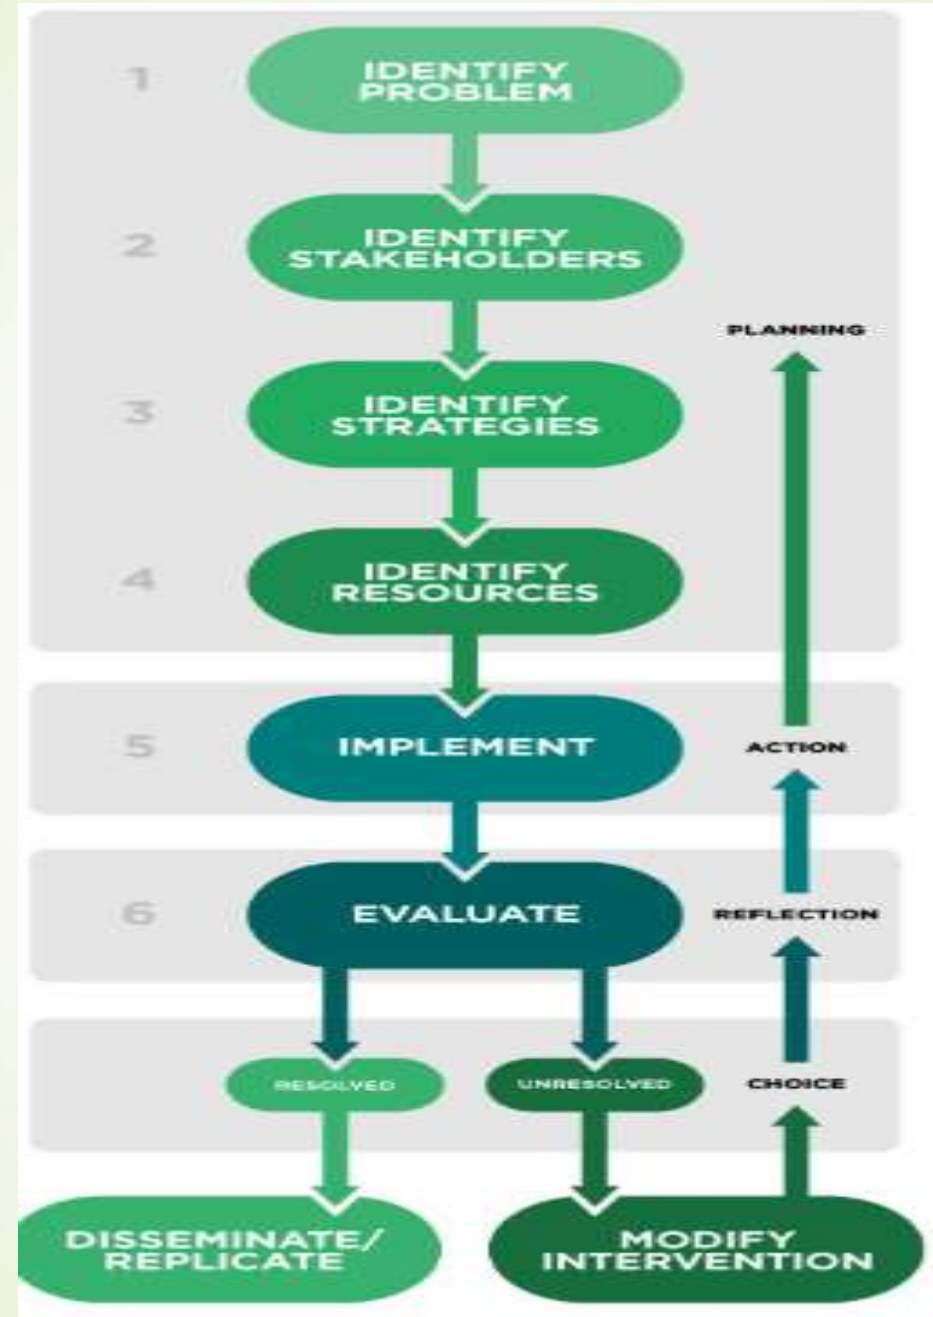 1
IDENTIFY
PROBLEM
2
IDENTIFY
STAKEHOLDERS
PLANNING
3
IDENTIFY
STRATEGIES
4
IDENTIFY
RESOURCES
5
IMPLEMENT
ACTION
6
EVALUATE
REFLECTION
RESOLVED
UNRESOLVED
CHOICE
DISSEMINATE/
REPLICATE
MODIFY
INTERVENTION